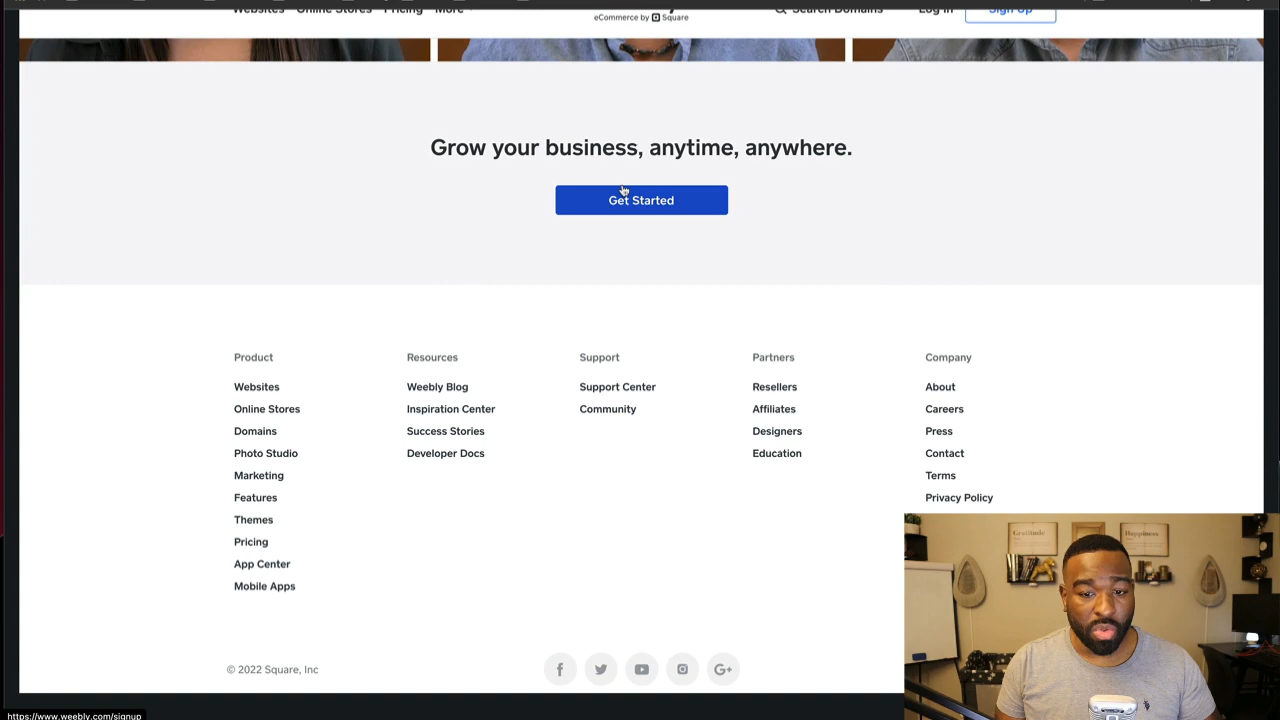 Websites Online Stores Pricing More
eCommerce by Square
Search Domains Log In Sign Up
Grow your business, anytime, anywhere.
Get Started
Product
Websites
Online Stores
Domains
Photo Studio
Marketing
Features
Themes
Pricing
App Center
Mobile Apps
Resources
Weebly Blog
Inspiration Center
Success Stories
Developer Docs
Support
Support Center
Community
Partners
Resellers
Affiliates
Designers
Education
Company
About
Careers
Press
Contact
Terms
Privacy Policy
Gratitude
Happiness
© 2022 Square, Inc
https://www.weebly.com/signup